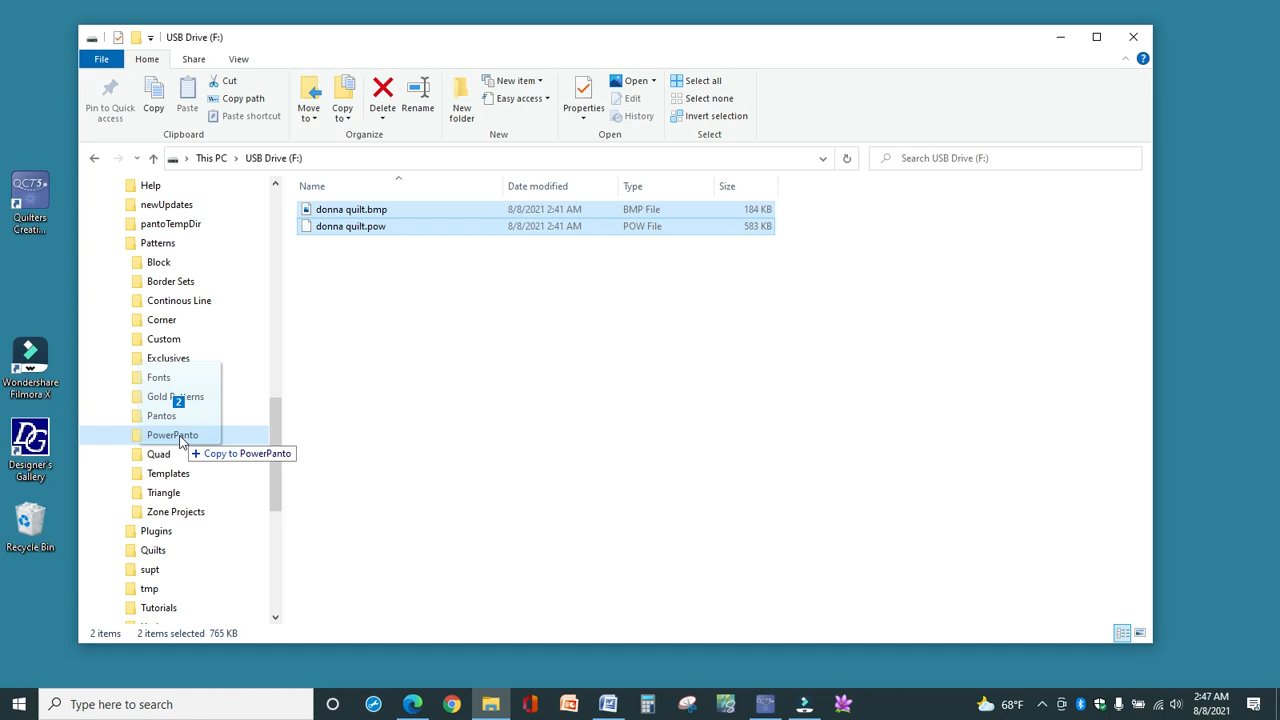 USB Drive (F:)
File Home Share View
Pin to Quick access
Copy
Paste
Cut
Copy path
Paste shortcut
Clipboard
Move to
Copy to
Delete
Rename
Organize
New folder
New item
Easy access
New
Properties
Open
Edit
History
Open
Select all
Select none
Invert selection
Select
This PC > USB Drive (F:)
Search USB Drive (F:)
Name Date modified Type Size
donna quilt.bmp 8/8/2021 2:41 AM BMP File 184 KB
donna quilt.pow 8/8/2021 2:41 AM POW File 583 KB
Help
newUpdates
pantoTempDir
Patterns
Block
Border Sets
Continous Line
Corner
Custom
Exclusives
Fonts
Gold
2
Pantos
PowerPanto
+ Copy to PowerPanto
Quad
Templates
Triangle
Zone Projects
Plugins
Quilts
supt
tmp
Tutorials
2 items 2 items selected 765 KB
QCT5
Quilters
Creati...
Wondershare
Filmora X
DG
Designer's
Gallery
Recycle Bin
Type here to search
68°F
2:47 AM
8/8/2021